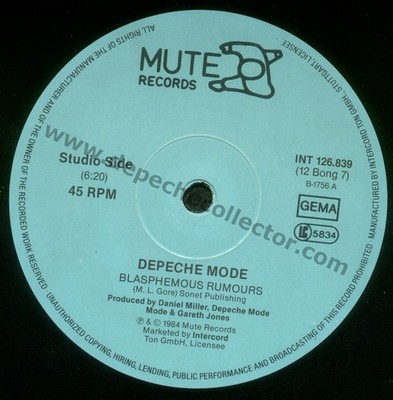 MUTE
RECORDS
Studio Side
(6:20)
45 RPM
INT 126.839
(12 Bong 7)
B-1756 A
GEMA
LC 5834
DEPECHE MODE
BLASPHEMOUS RUMOURS
(M. L. Gore) Sonet Publishing
Produced by Daniel Miller, Depeche Mode
Mode & Gareth Jones
℗ & © 1984 Mute Records
Marketed by Intercord
Ton GmbH, Licensee
ALL RIGHTS OF THE MANUFACTURER AND OF THE OWNER OF THE RECORDED WORK RESERVED. UNAUTHORIZED COPYING, HIRING, LENDING, PUBLIC PERFORMANCE AND BROADCASTING OF THIS RECORD PROHIBITED · MANUFACTURED BY INTERCORD TON GMBH., STUTTGART, LICENSEE
www.depechecollector.com